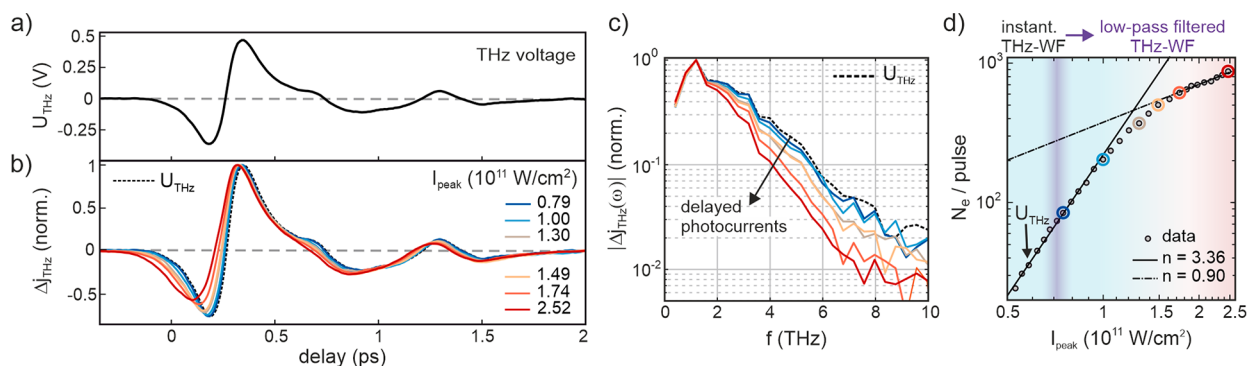 a)
0.5
0.25
0
-0.25
U_THz (V)
THz voltage
b)
1
0.5
0
-0.5
Δj_THz (norm.)
U_THz
I_peak (10^11 W/cm^2)
0.79
1.00
1.30
1.49
1.74
2.52
0
0.5
1
1.5
2
delay (ps)
c)
10^0
10^-1
10^-2
|Δj_THz(ω)| (norm.)
U_THz
delayed
photocurrents
0
2
4
6
8
10
f (THz)
d)
instant.
THz-WF
low-pass filtered
THz-WF
10^3
10^2
N_e / pulse
U_THz
data
n = 3.36
n = 0.90
0.5
1
1.5
2
2.5
I_peak (10^11 W/cm^2)